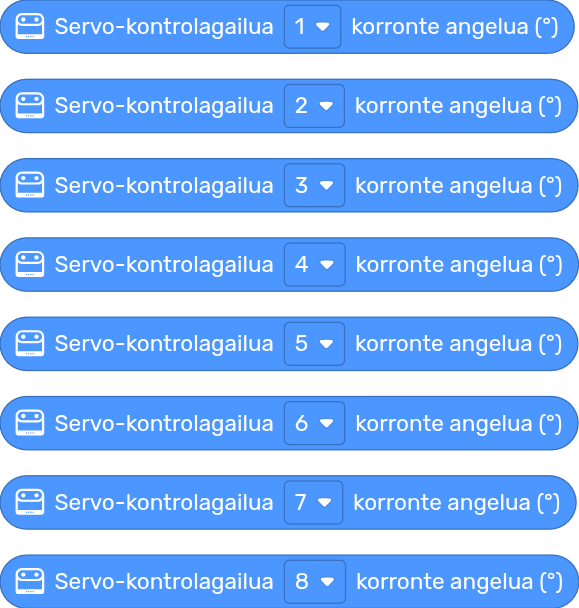 Servo-kontrolagailua 1 korronte angelua (°)
Servo-kontrolagailua 2 korronte angelua (°)
Servo-kontrolagailua 3 korronte angelua (°)
Servo-kontrolagailua 4 korronte angelua (°)
Servo-kontrolagailua 5 korronte angelua (°)
Servo-kontrolagailua 6 korronte angelua (°)
Servo-kontrolagailua 7 korronte angelua (°)
Servo-kontrolagailua 8 korronte angelua (°)